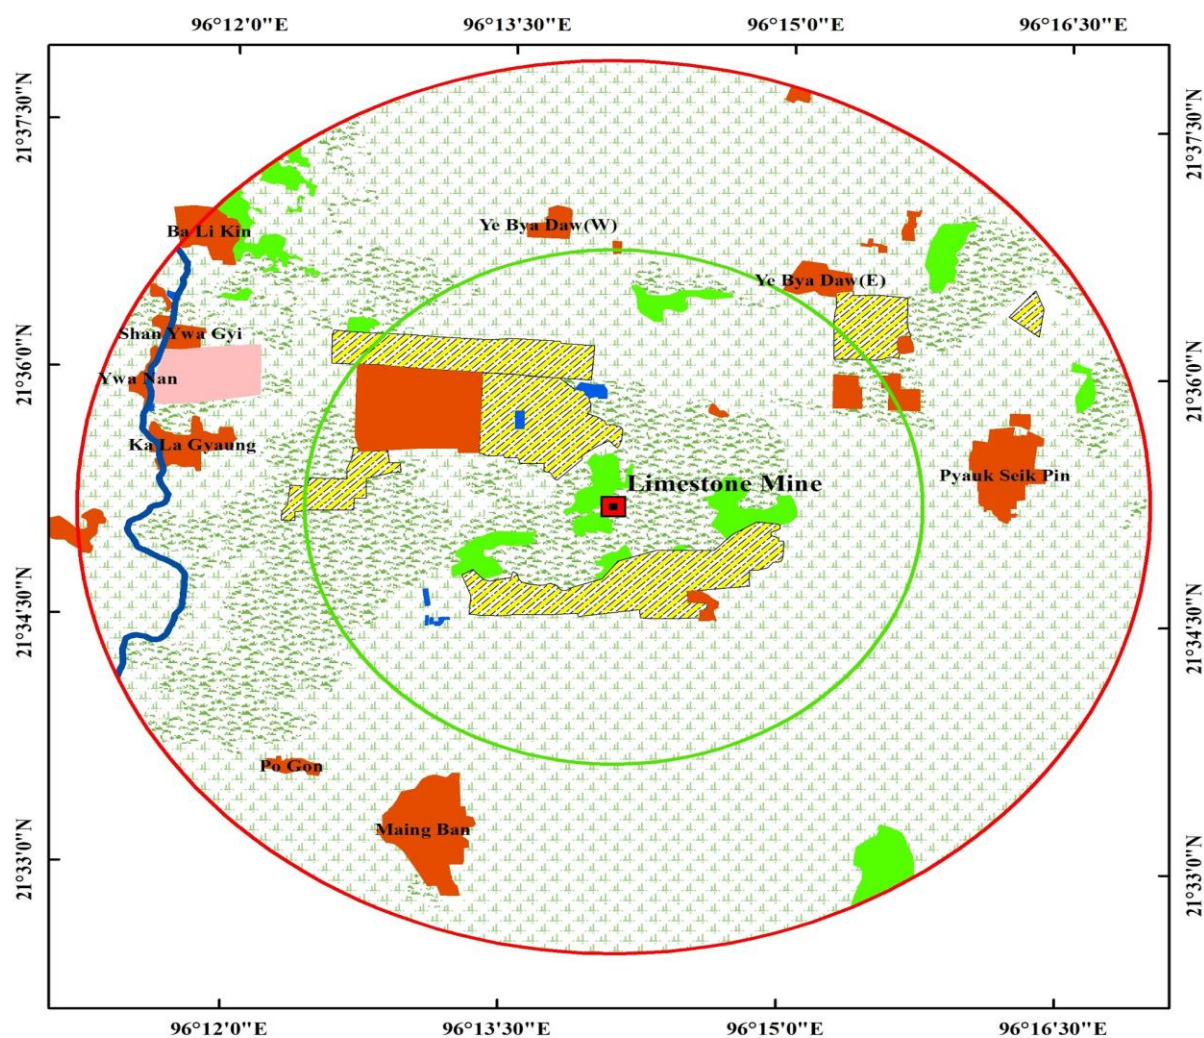 96°12'0"E 96°13'30"E 96°15'0"E 96°16'30"E
21°37'30"N
21°37'30"N
Ye Bya Daw(W)
Ba Li Kin
Ye Bya Daw(E)
Shan Ywa Gyi
21°36'0"N
21°36'0"N
Ywa Nan
Ka La Gyaung
Pyauk Seik Pin
Limestone Mine
21°34'30"N
21°34'30"N
Po Gon
Maing Ban
21°33'0"N
21°33'0"N
96°12'0"E 96°13'30"E 96°15'0"E 96°16'30"E